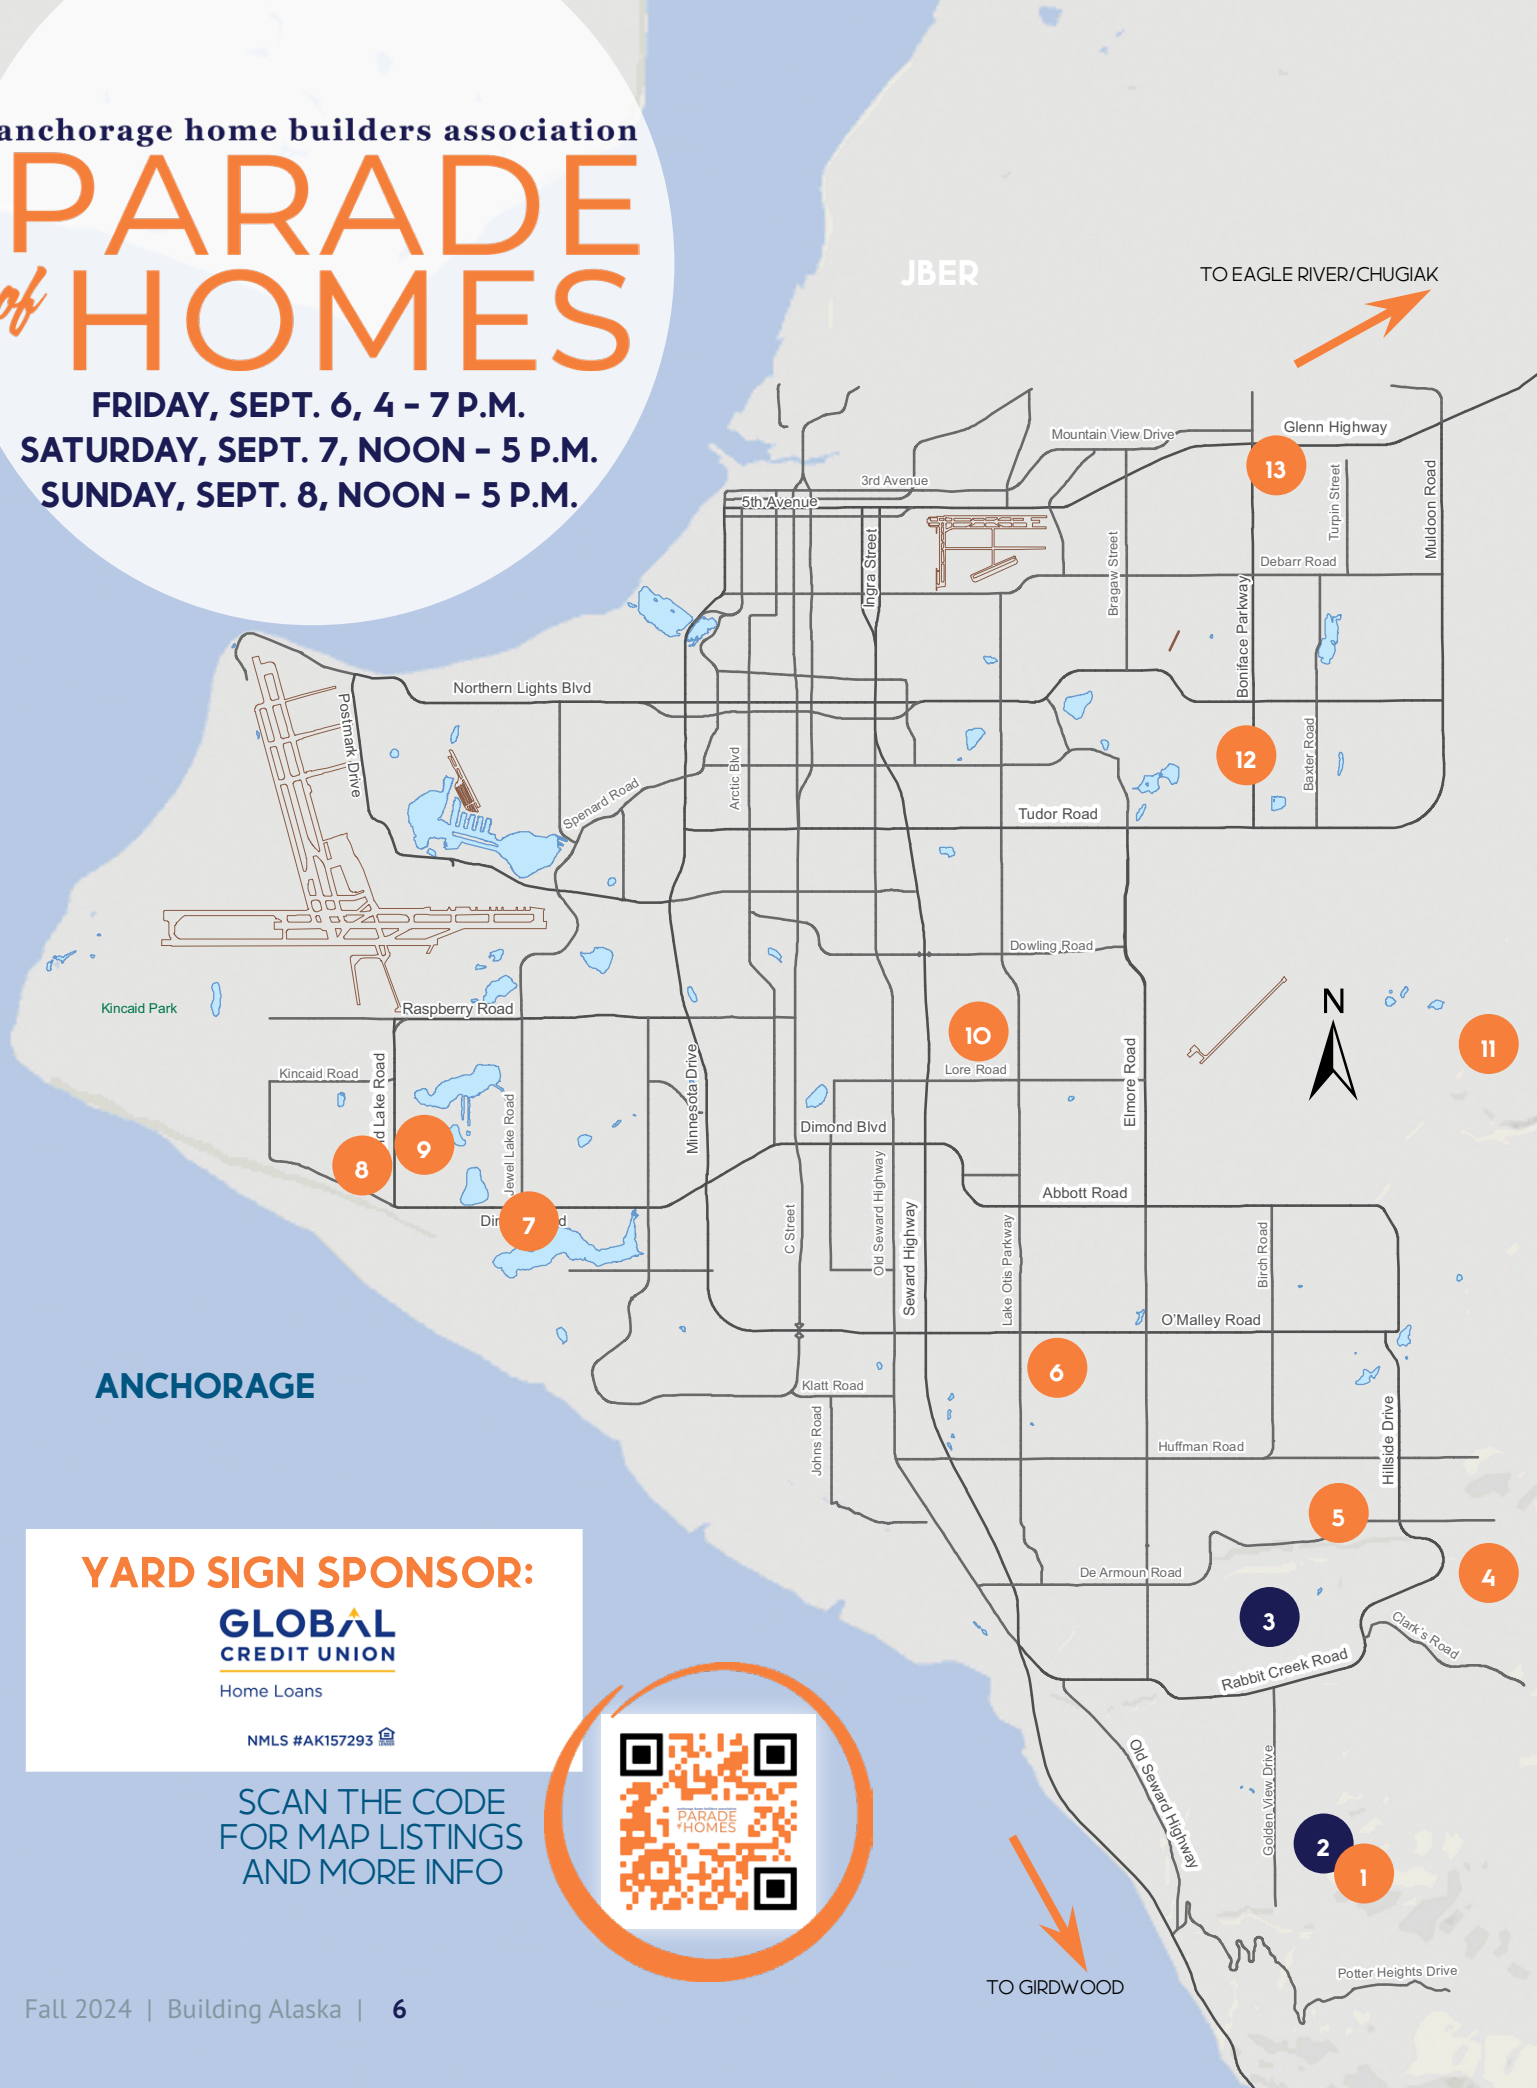 anchorage home builders association
PARADE
of HOMES
FRIDAY, SEPT. 6, 4 – 7 P.M.
SATURDAY, SEPT. 7, NOON – 5 P.M.
SUNDAY, SEPT. 8, NOON – 5 P.M.
JBER
TO EAGLE RIVER/CHUGIAK
Glenn Highway
Mountain View Drive
13
3rd Avenue
5th Avenue
Turpin Street
Muldoon Road
Ingra Street
Bragaw Street
Debarr Road
Boniface Parkway
Northern Lights Blvd
Postmark Drive
12
Baxter Road
Arctic Blvd
Spenard Road
Tudor Road
Dowling Road
Kincaid Park
Raspberry Road
N
10
11
Kincaid Road
d Lake Road
Minnesota Drive
Lore Road
Elmore Road
Jewel Lake Road
Dimond Blvd
9
8
Abbott Road
7
C Street
Old Seward Highway
Seward Highway
Lake Otis Parkway
Birch Road
O'Malley Road
6
ANCHORAGE
Klatt Road
Johns Road
Huffman Road
Hillside Drive
5
De Armoun Road
4
3
Clark's Road
Rabbit Creek Road
YARD SIGN SPONSOR:
GLOBAL
CREDIT UNION
Home Loans
NMLS #AK157293
PARADE
of HOMES
SCAN THE CODE
FOR MAP LISTINGS
AND MORE INFO
Old Seward Highway
Golden View Drive
2
1
TO GIRDWOOD
Potter Heights Drive
Fall 2024 | Building Alaska | 6